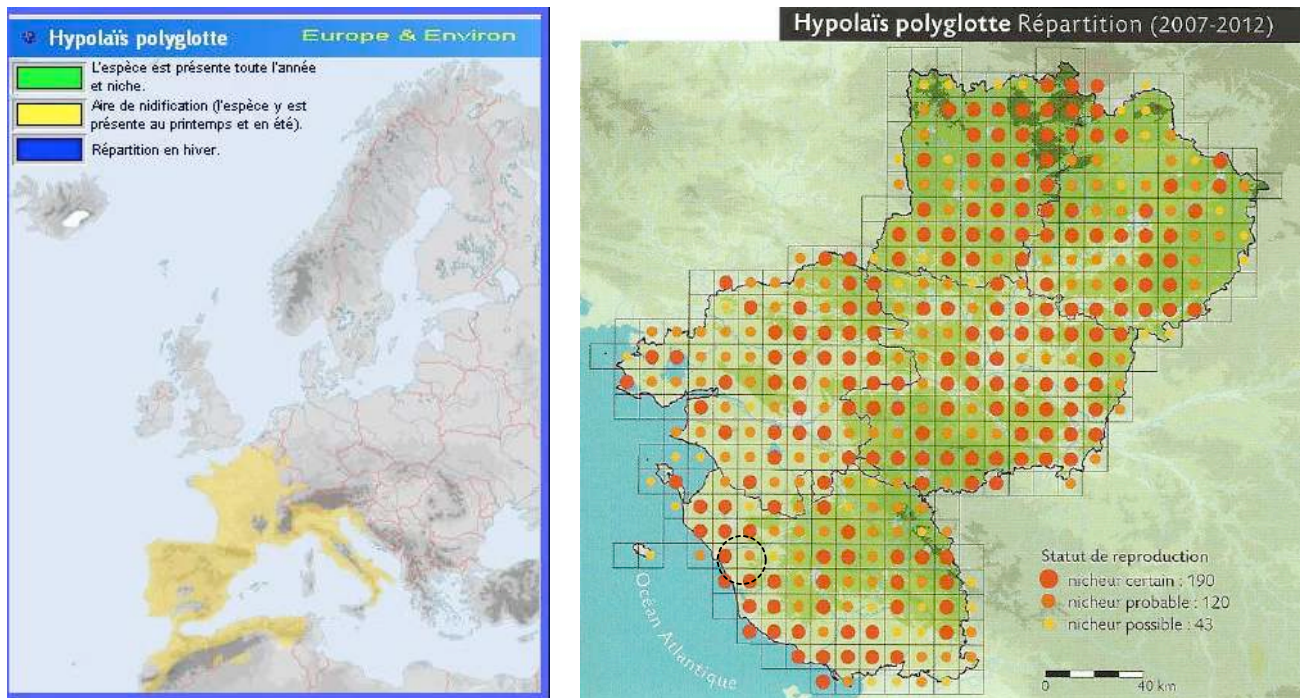 Hypolaïs polyglotte
Europe & Environ
L'espèce est présente toute l'année
et niche.
Aire de nidification (l'espèce y est
présente au printemps et en été).
Répartition en hiver.
Hypolaïs polyglotte Répartition (2007-2012)
Océan Atlantique
Statut de reproduction
nicheur certain : 190
nicheur probable : 120
nicheur possible : 43
0 40 km